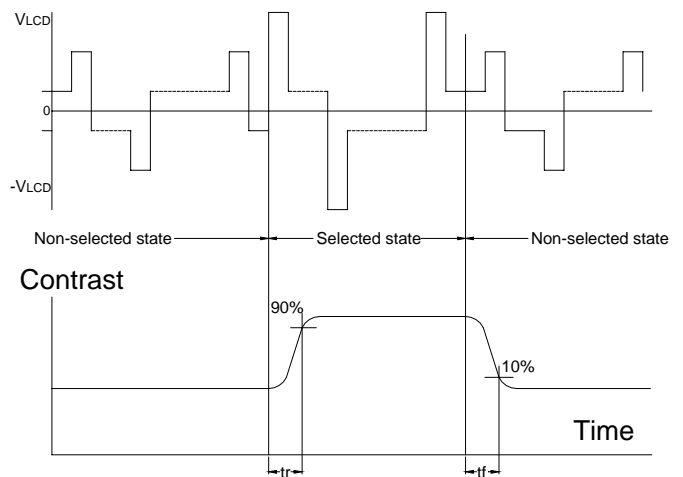 VLCD
0
-VLCD
Non-selected state
Selected state
Non-selected state
Contrast
90%
10%
Time
tr
tf